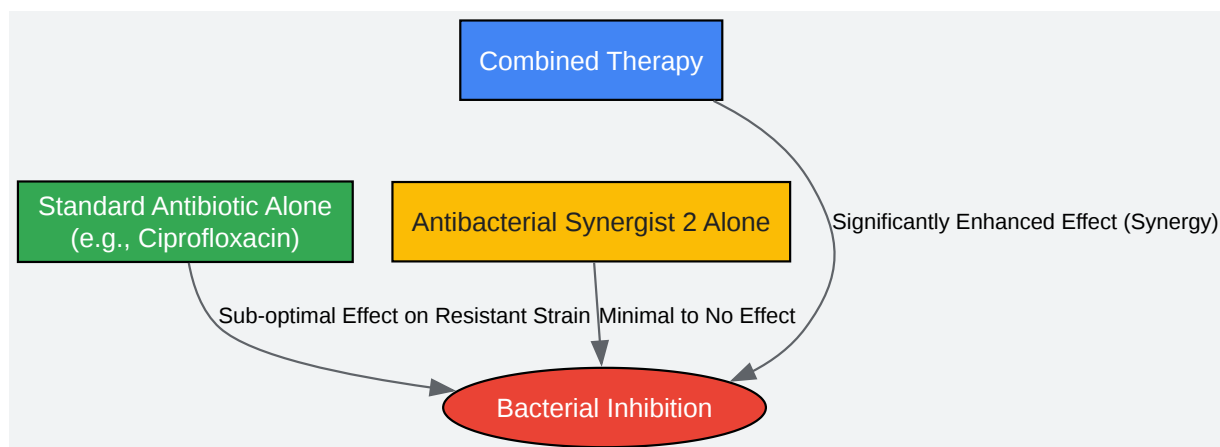 Combined Therapy
Standard Antibiotic Alone
(e.g., Ciprofloxacin)
Antibacterial Synergist 2 Alone
Significantly Enhanced Effect (Synergy)
Sub-optimal Effect on Resistant Strain
Minimal to No Effect
Bacterial Inhibition